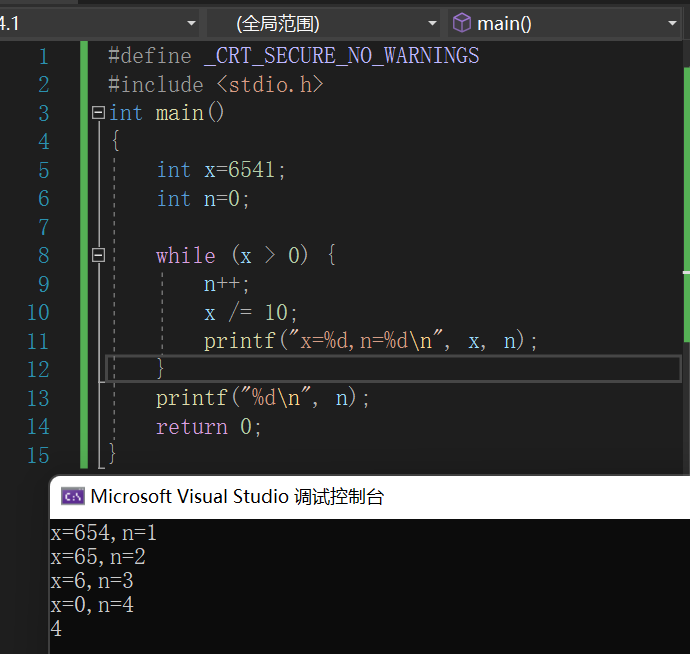 4.1 (全局范围) main()
1 #define _CRT_SECURE_NO_WARNINGS
2 #include <stdio.h>
3 int main()
4 {
5 int x=6541;
6 int n=0;
7
8 while (x > 0) {
9 n++;
10 x /= 10;
11 printf("x=%d,n=%d\n", x, n);
12 }
13 printf("%d\n", n);
14 return 0;
15 }
Microsoft Visual Studio 调试控制台
x=654,n=1
x=65,n=2
x=6,n=3
x=0,n=4
4